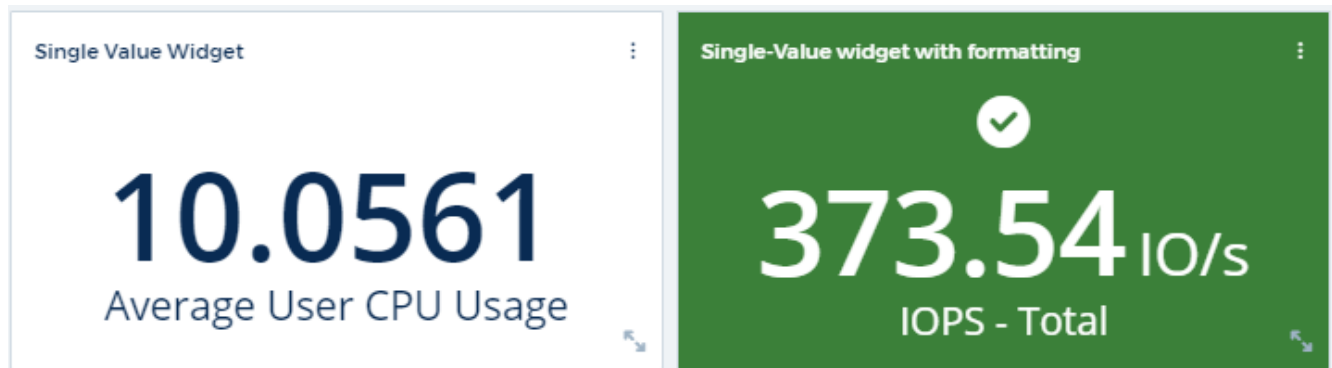 Single Value Widget
10.0561
Average User CPU Usage
Single-Value widget with formatting
373.54 IO/s
IOPS - Total